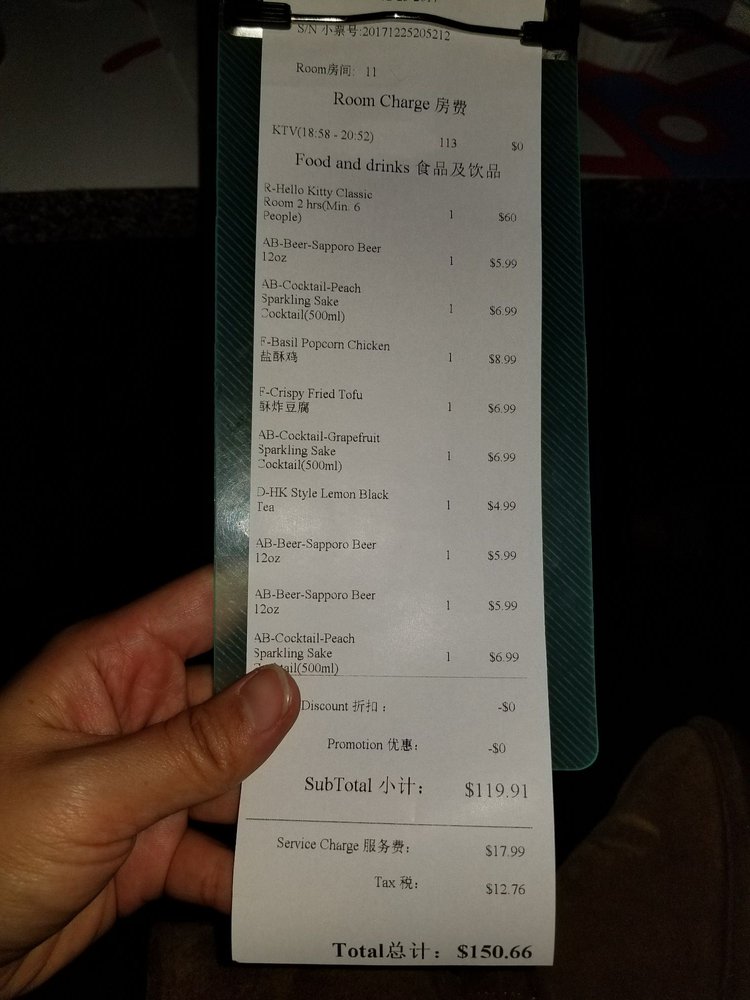 S/N 小票号:20171225205212
Room房间: 11
Room Charge 房费
KTV(18:58 - 20:52) 113 $0
Food and drinks 食品及饮品
R-Hello Kitty Classic
Room 2 hrs(Min. 6
People) 1 $60
AB-Beer-Sapporo Beer
12oz 1 $5.99
AB-Cocktail-Peach
Sparkling Sake
Cocktail(500ml) 1 $6.99
F-Basil Popcorn Chicken
盐酥鸡 1 $8.99
F-Crispy Fried Tofu
酥炸豆腐 1 $6.99
AB-Cocktail-Grapefruit
Sparkling Sake
Cocktail(500ml) 1 $6.99
D-HK Style Lemon Black
Tea 1 $4.99
AB-Beer-Sapporo Beer
12oz 1 $5.99
AB-Beer-Sapporo Beer
12oz 1 $5.99
AB-Cocktail-Peach
Sparkling Sake
Cocktail(500ml) 1 $6.99
Discount 折扣: -$0
Promotion 优惠: -$0
SubTotal 小计: $119.91
Service Charge 服务费: $17.99
Tax 税: $12.76
Total总计: $150.66